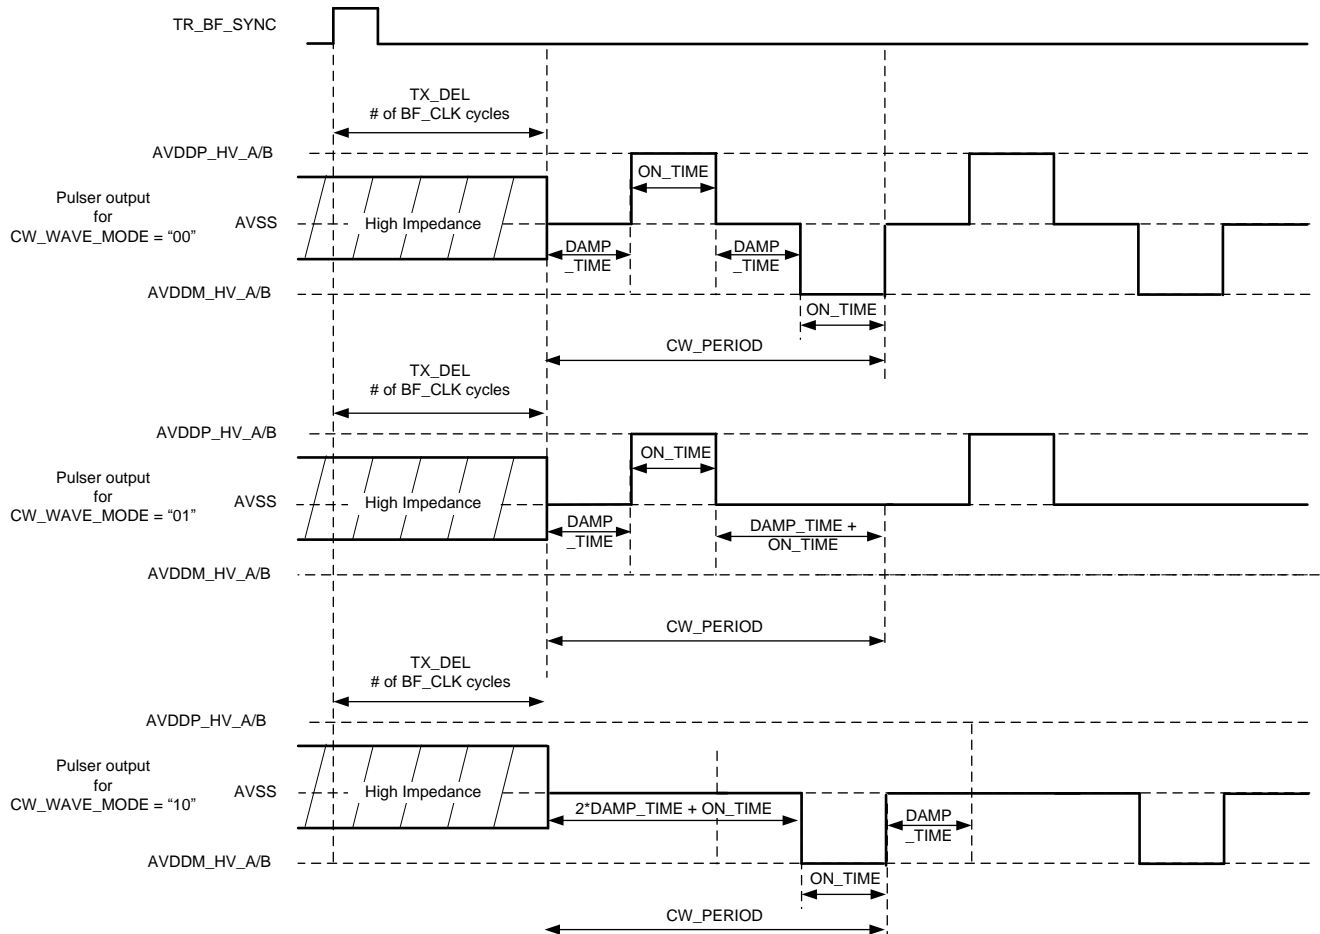 TR_BF_SYNC
TX_DEL
# of BF_CLK cycles
AVDDP_HV_A/B
ON_TIME
Pulser output
for
CW_WAVE_MODE = “00”
AVSS
High Impedance
DAMP
_TIME
DAMP
_TIME
AVDDM_HV_A/B
ON_TIME
CW_PERIOD
TX_DEL
# of BF_CLK cycles
AVDDP_HV_A/B
ON_TIME
Pulser output
for
CW_WAVE_MODE = “01”
AVSS
High Impedance
DAMP
_TIME
DAMP_TIME +
ON_TIME
AVDDM_HV_A/B
CW_PERIOD
TX_DEL
# of BF_CLK cycles
AVDDP_HV_A/B
Pulser output
for
CW_WAVE_MODE = “10”
AVSS
High Impedance
2*DAMP_TIME + ON_TIME
DAMP
_TIME
AVDDM_HV_A/B
ON_TIME
CW_PERIOD